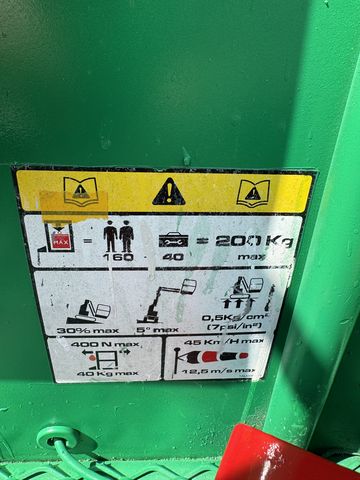 MAX = 160 40 = 200 Kg max
30% max 5° max 0,5Kg/cm² (7psi/in²)
400 N max 45 Km/H max
40 Kg max 12,5 m/s max